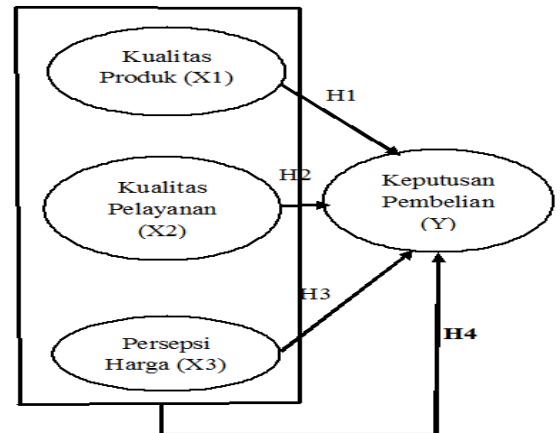 Kualitas
Produk (X1)
H1
Kualitas
Pelayanan
(X2)
H2
Keputusan
Pembelian
(Y)
H3
Persepsi
Harga (X3)
H4